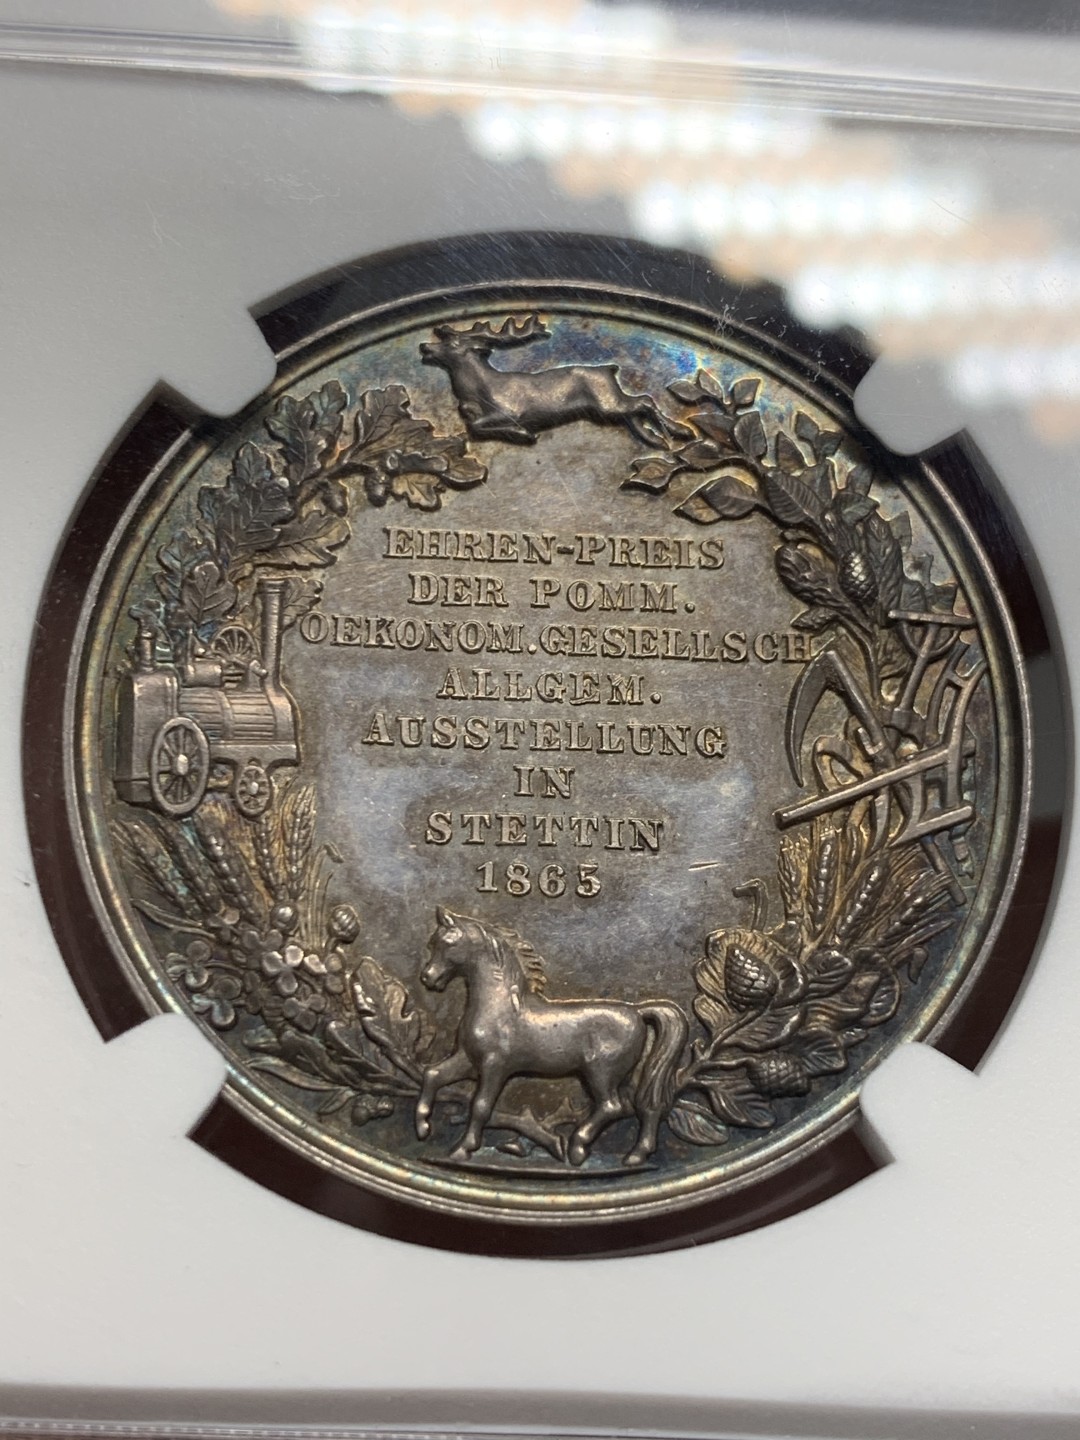 EHREN-PREIS
DER POMM.
OEKONOM.GESELLSCH
ALLGEM.
AUSSTELLUNG
IN
STETTIN
1865